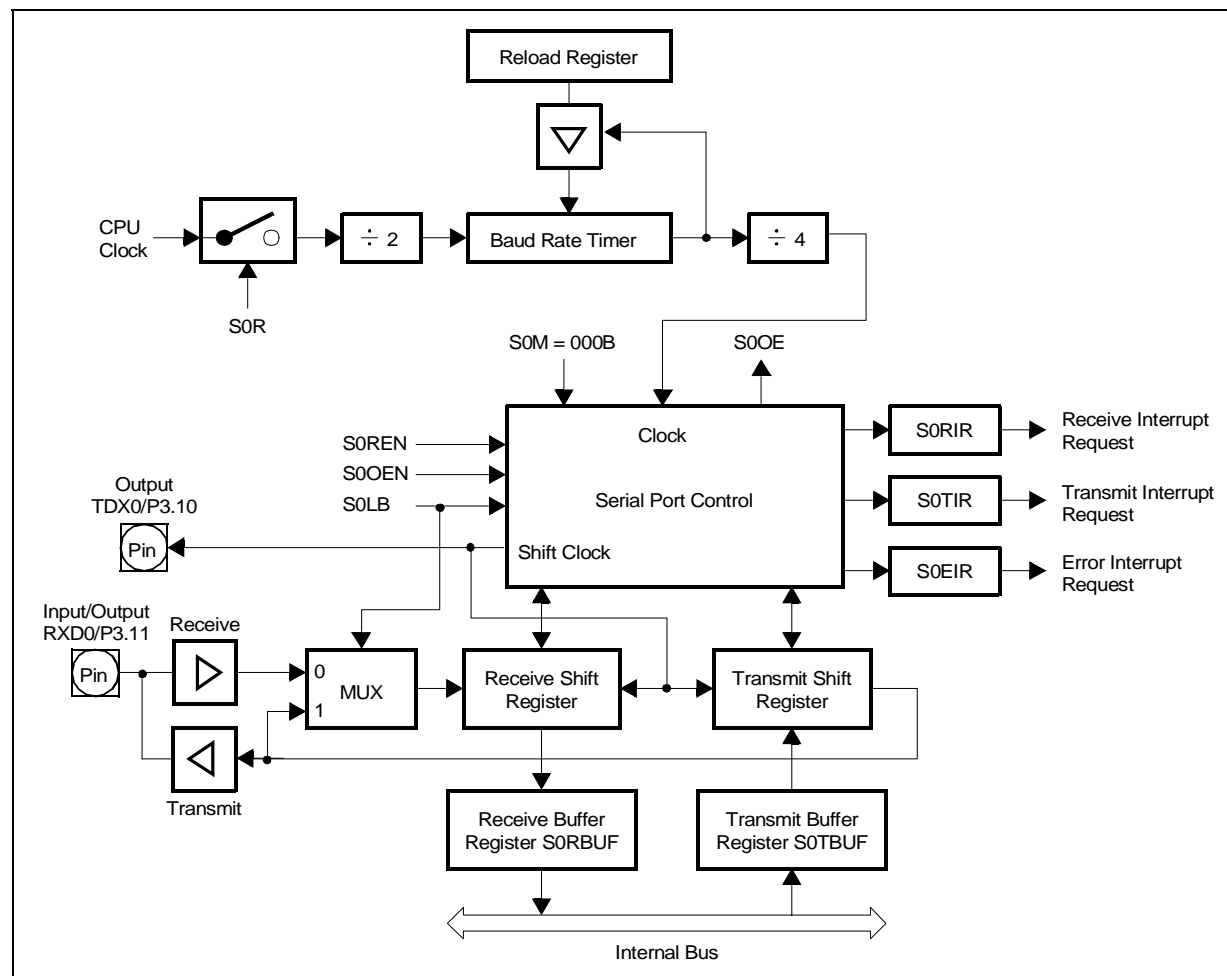 Reload Register
CPU
Clock
÷ 2
Baud Rate Timer
÷ 4
S0R
S0M = 000B
S0OE
Clock
Serial Port Control
Shift Clock
S0REN
S0OEN
S0LB
S0RIR
Receive Interrupt
Request
S0TIR
Transmit Interrupt
Request
S0EIR
Error Interrupt
Request
Output
TDX0/P3.10
Pin
Input/Output
RXD0/P3.11
Pin
Receive
0
MUX
1
Transmit
Receive Shift
Register
Transmit Shift
Register
Receive Buffer
Register S0RBUF
Transmit Buffer
Register S0TBUF
Internal Bus